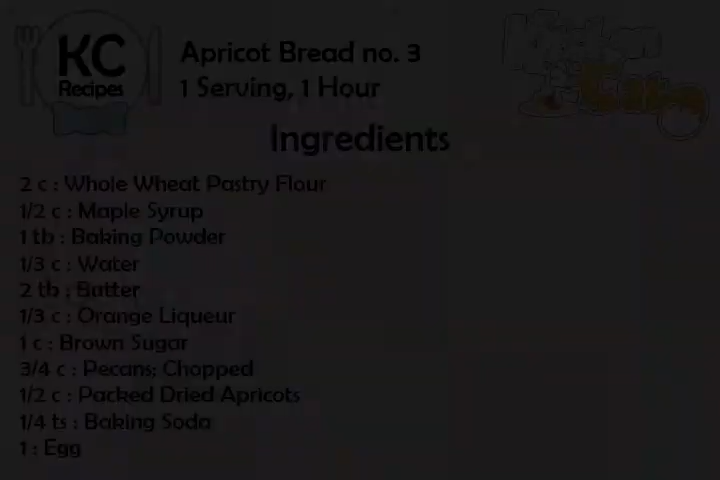 KC
Recipes
Apricot Bread no. 3
1 Serving, 1 Hour
Ingredients
2 c : Whole Wheat Pastry Flour
1/2 c : Maple Syrup
1 tb : Baking Powder
1/3 c : Water
2 tb : Butter
1/3 c : Orange Liqueur
1 c : Brown Sugar
3/4 c : Pecans; Chopped
1/2 c : Packed Dried Apricots
1/4 ts : Baking Soda
1 : Egg